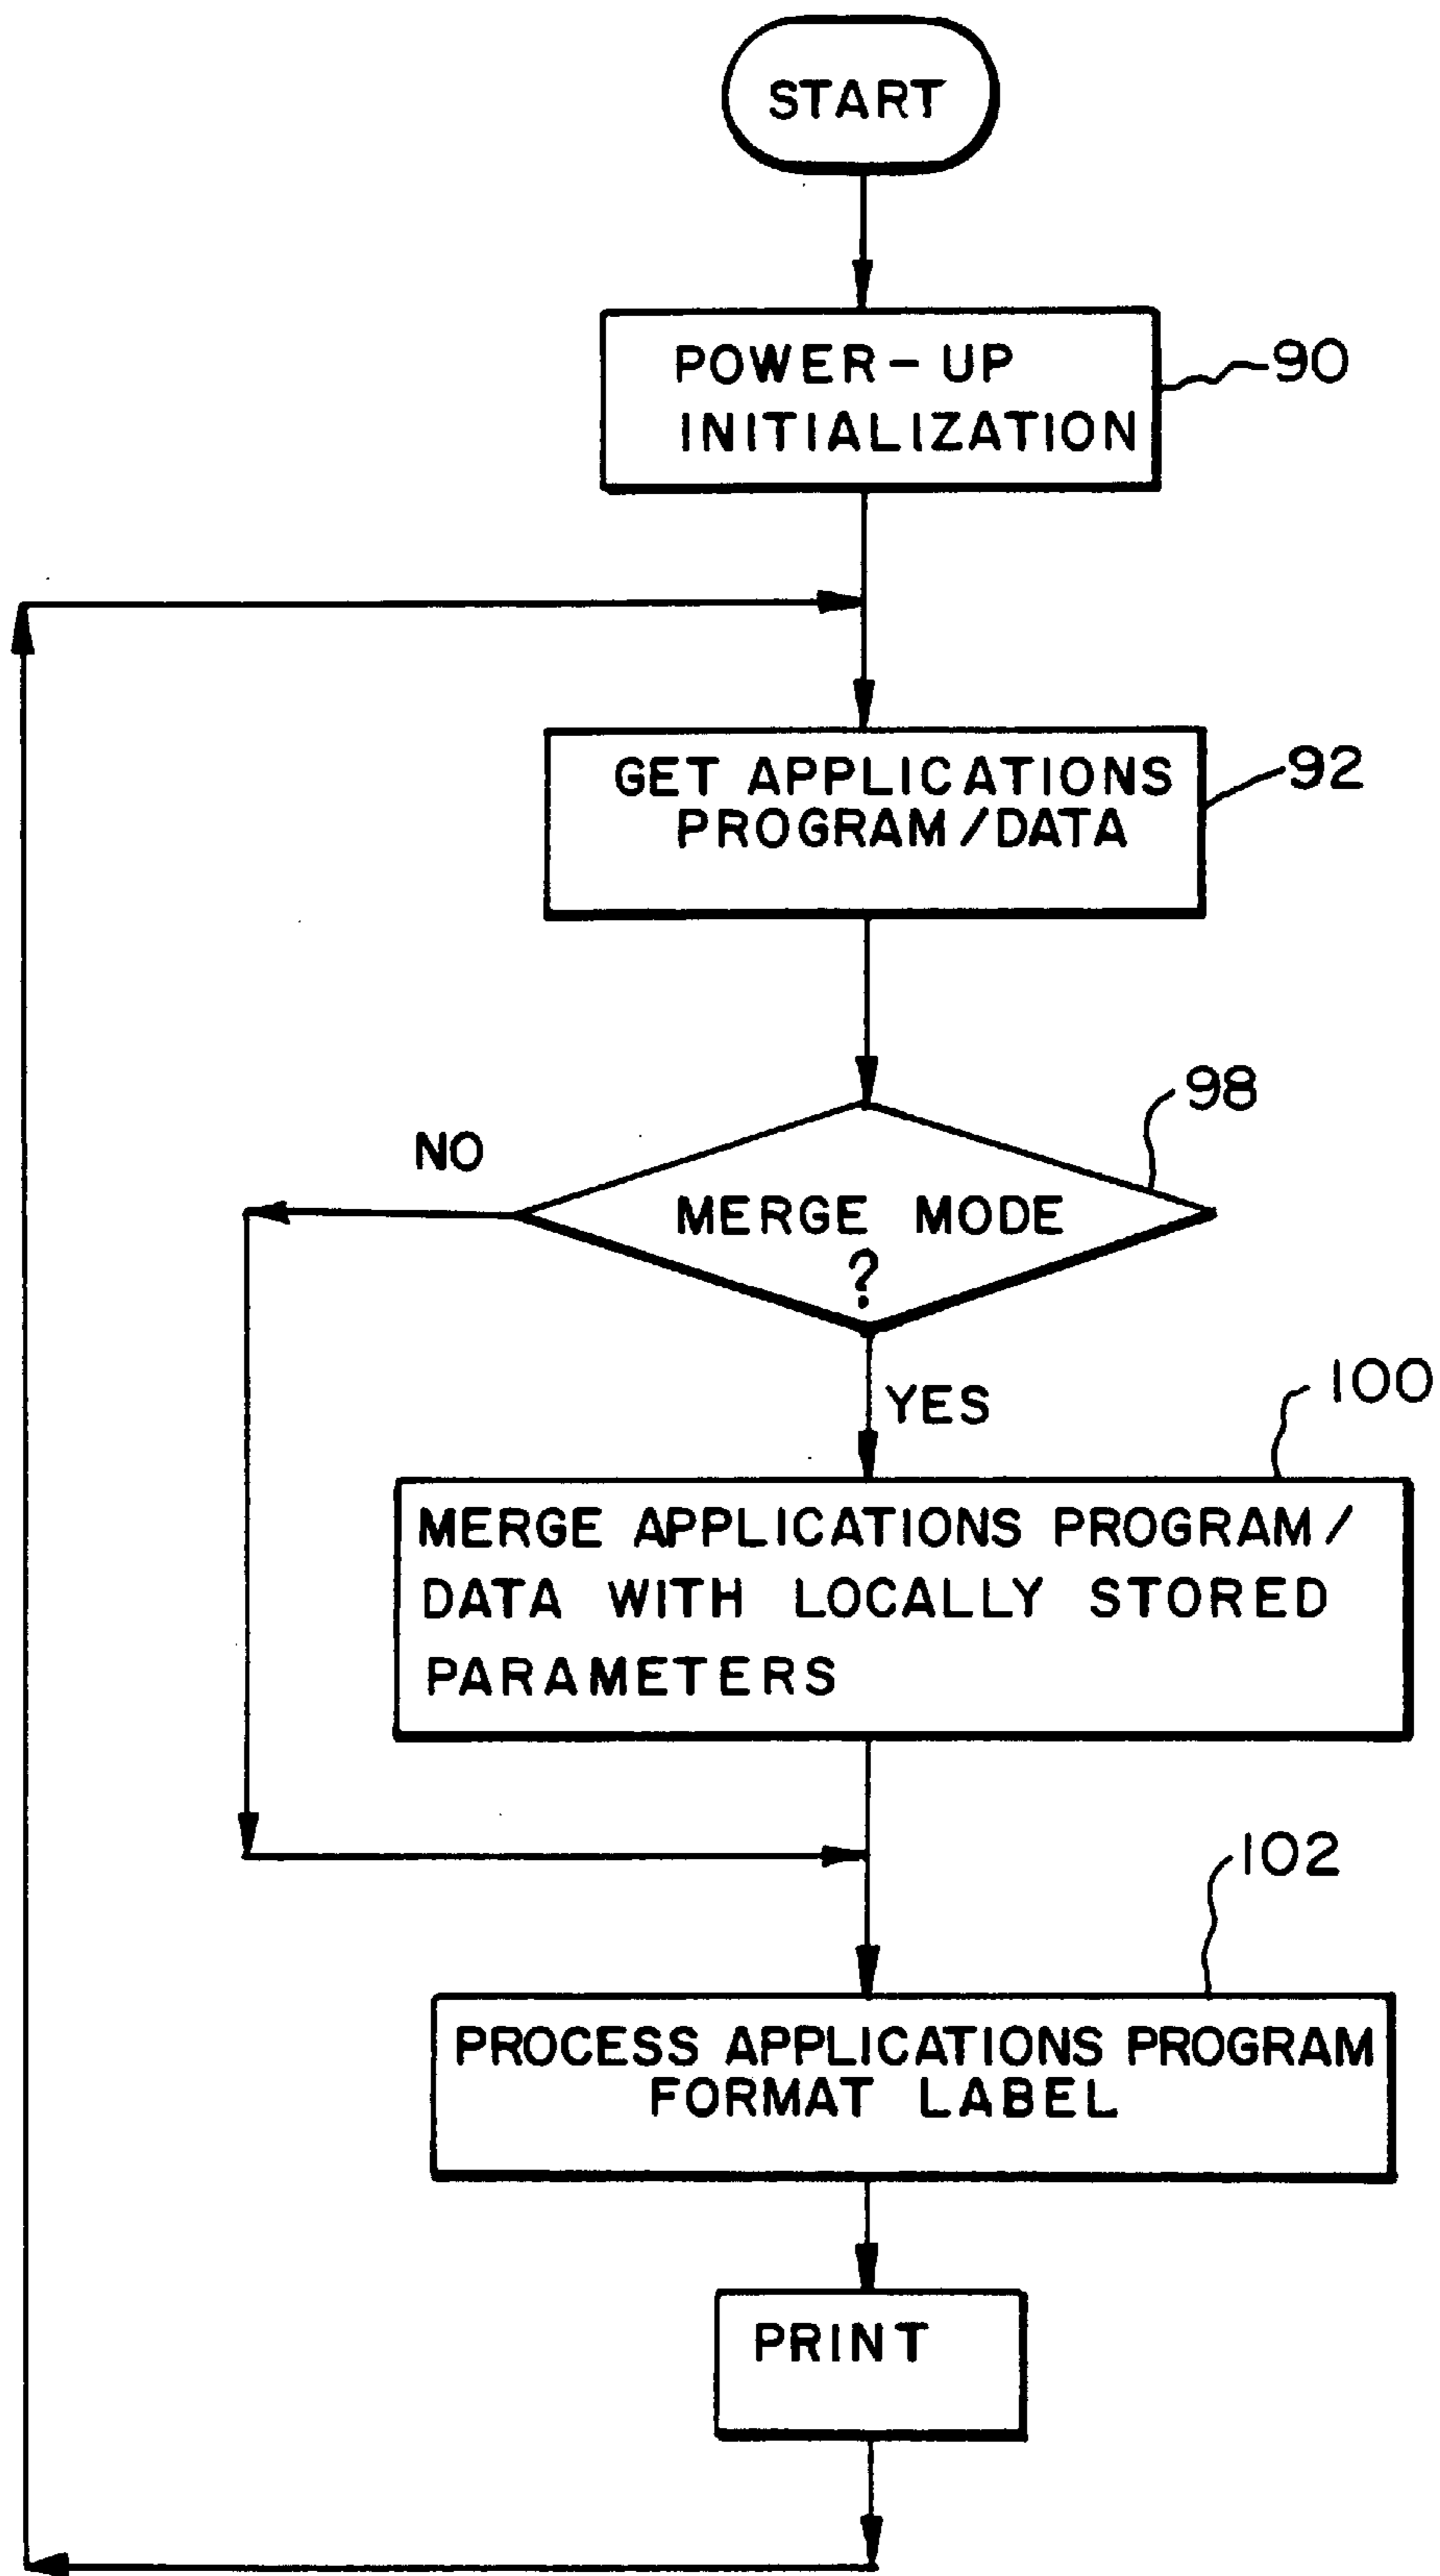 START
POWER-UP
INITIALIZATION
90
GET APPLICATIONS
PROGRAM/DATA
92
98
NO
MERGE MODE
?
YES
100
MERGE APPLICATIONS PROGRAM/
DATA WITH LOCALLY STORED
PARAMETERS
102
PROCESS APPLICATIONS PROGRAM
FORMAT LABEL
PRINT